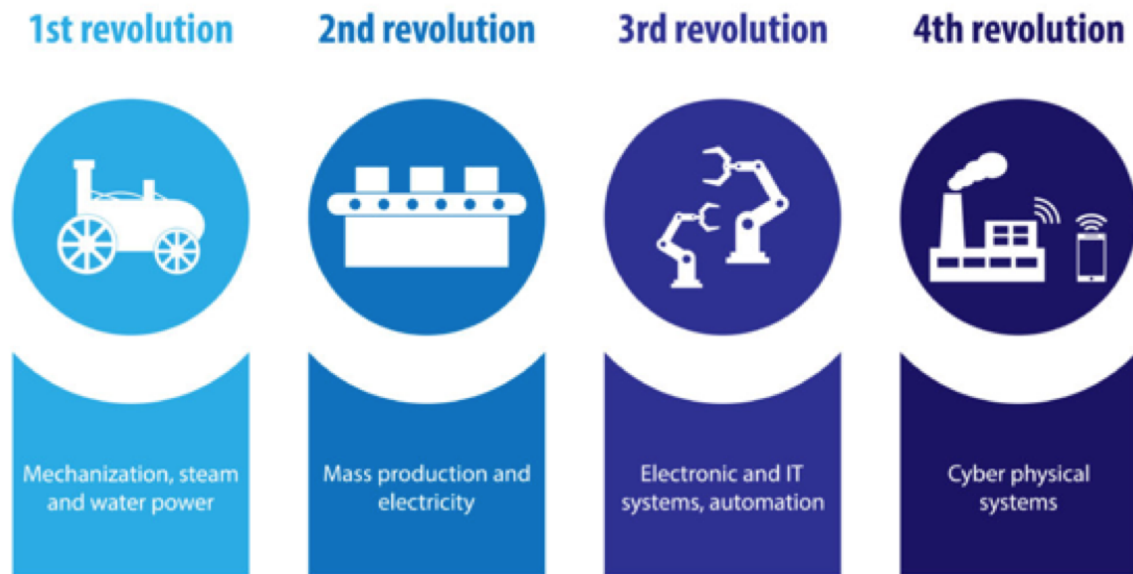 1st revolution
2nd revolution
3rd revolution
4th revolution
Mechanization, steam
and water power
Mass production and
electricity
Electronic and IT
systems, automation
Cyber physical
systems